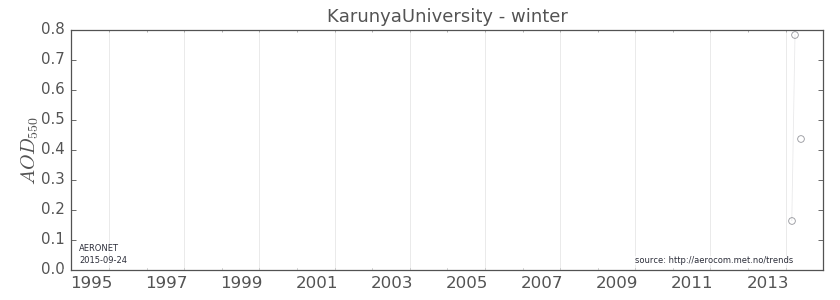 KarunyaUniversity - winter
0.8
0.7
0.6
0.5
0.4
0.3
0.2
0.1
0.0
AOD550
AERONET
2015-09-24
source: http://aerocom.met.no/trends
1995 1997 1999 2001 2003 2005 2007 2009 2011 2013